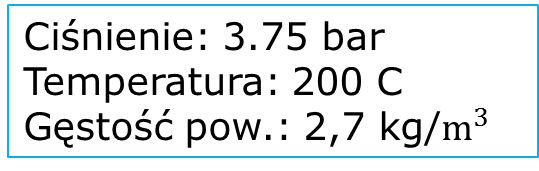 Ciśnienie: 3.75 bar
Temperatura: 200 C
Gęstość pow.: 2,7 kg/m³